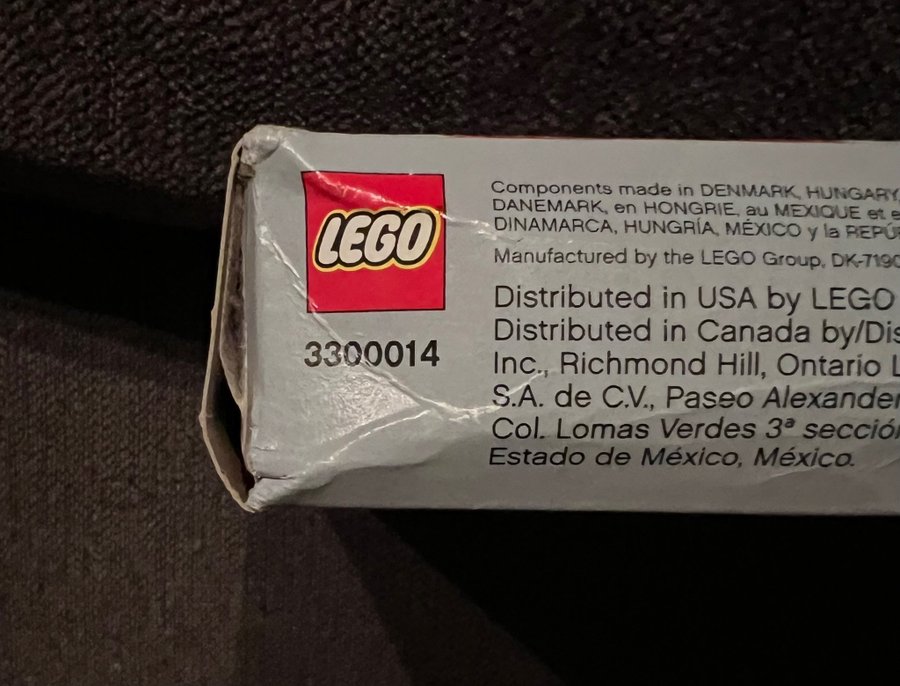 LEGO
3300014
Components made in DENMARK, HUNGARY,
DANEMARK, en HONGRIE, au MEXIQUE et
DINAMARCA, HUNGRÍA, MÉXICO y la
Manufactured by the LEGO Group, DK-7190
Distributed in USA by LEGO
Distributed in Canada by/Dis
Inc., Richmond Hill, Ontario L
S.A. de C.V., Paseo Alexander
Col. Lomas Verdes 3ª secció
Estado de México, México.